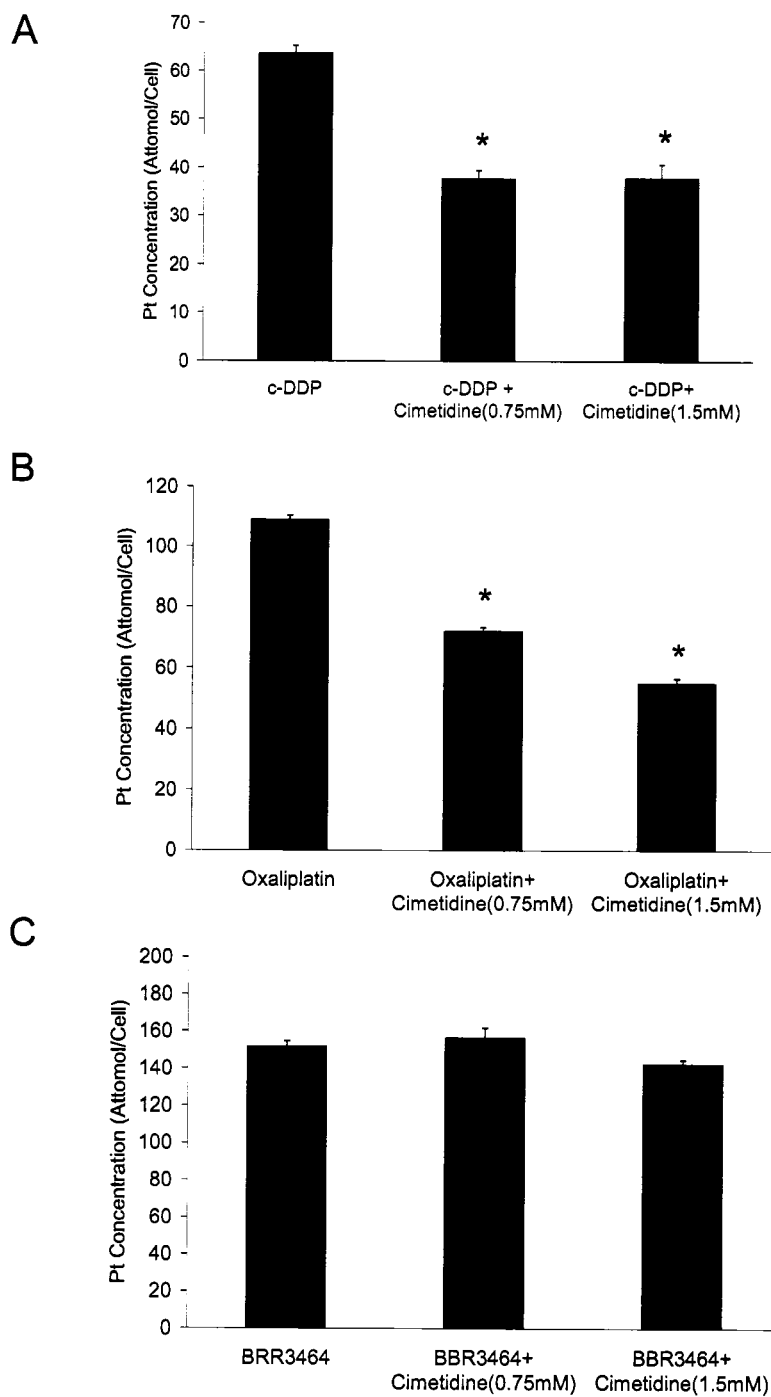 A
Pt Concentration (Attomol/Cell)
70
60
50
40
30
20
10
0
*
*
c-DDP
c-DDP +
Cimetidine(0.75mM)
c-DDP+
Cimetidine(1.5mM)
B
Pt Concentration (Attomol/Cell)
120
100
80
60
40
20
0
*
*
Oxaliplatin
Oxaliplatin+
Cimetidine(0.75mM)
Oxaliplatin+
Cimetidine(1.5mM)
C
Pt Concentration (Attomol/Cell)
200
180
160
140
120
100
80
60
40
20
0
BRR3464
BBR3464+
Cimetidine(0.75mM)
BBR3464+
Cimetidine(1.5mM)